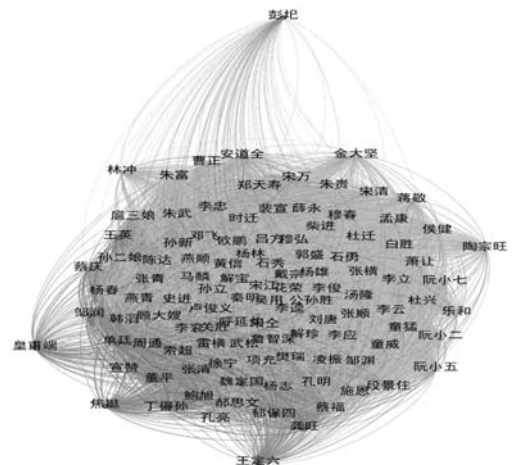 彭玘
安道全
金大坚
曹正
林冲
朱富
宋万
郑天寿
朱贵
宋清
蒋敬
扈三娘
朱武
李忠
时迁
裴宣
薛永
穆春
柴进
孟康
侯健
王英
孙新
邓飞
欧鹏
吕方
穆弘
杜迁
白胜
陶宗旺
孙二娘
陈达
燕顺
黄信
杨林
石秀
郭盛
石勇
萧让
蔡庆
张青
马麟
解宝
戴宗
杨雄
张横
李立
阮小七
杨春
燕青
史进
孙立
秦明
宋江
花荣
吴用
李俊
公孙胜
汤隆
杜兴
邹润
韩滔
顾大嫂
卢俊义
李逵
刘唐
张顺
李云
乐和
呼延灼
朱仝
童猛
皇甫端
单廷
周通
索超
雷横
武松
鲁智深
解珍
李应
童威
阮小二
宣赞
董平
张清
徐宁
项充
樊瑞
凌振
邹渊
阮小五
魏定国
杨志
孔明
施恩
段景住
焦挺
丁得孙
鲍旭
郝思文
孔亮
郁保四
蔡福
龚旺
王定六